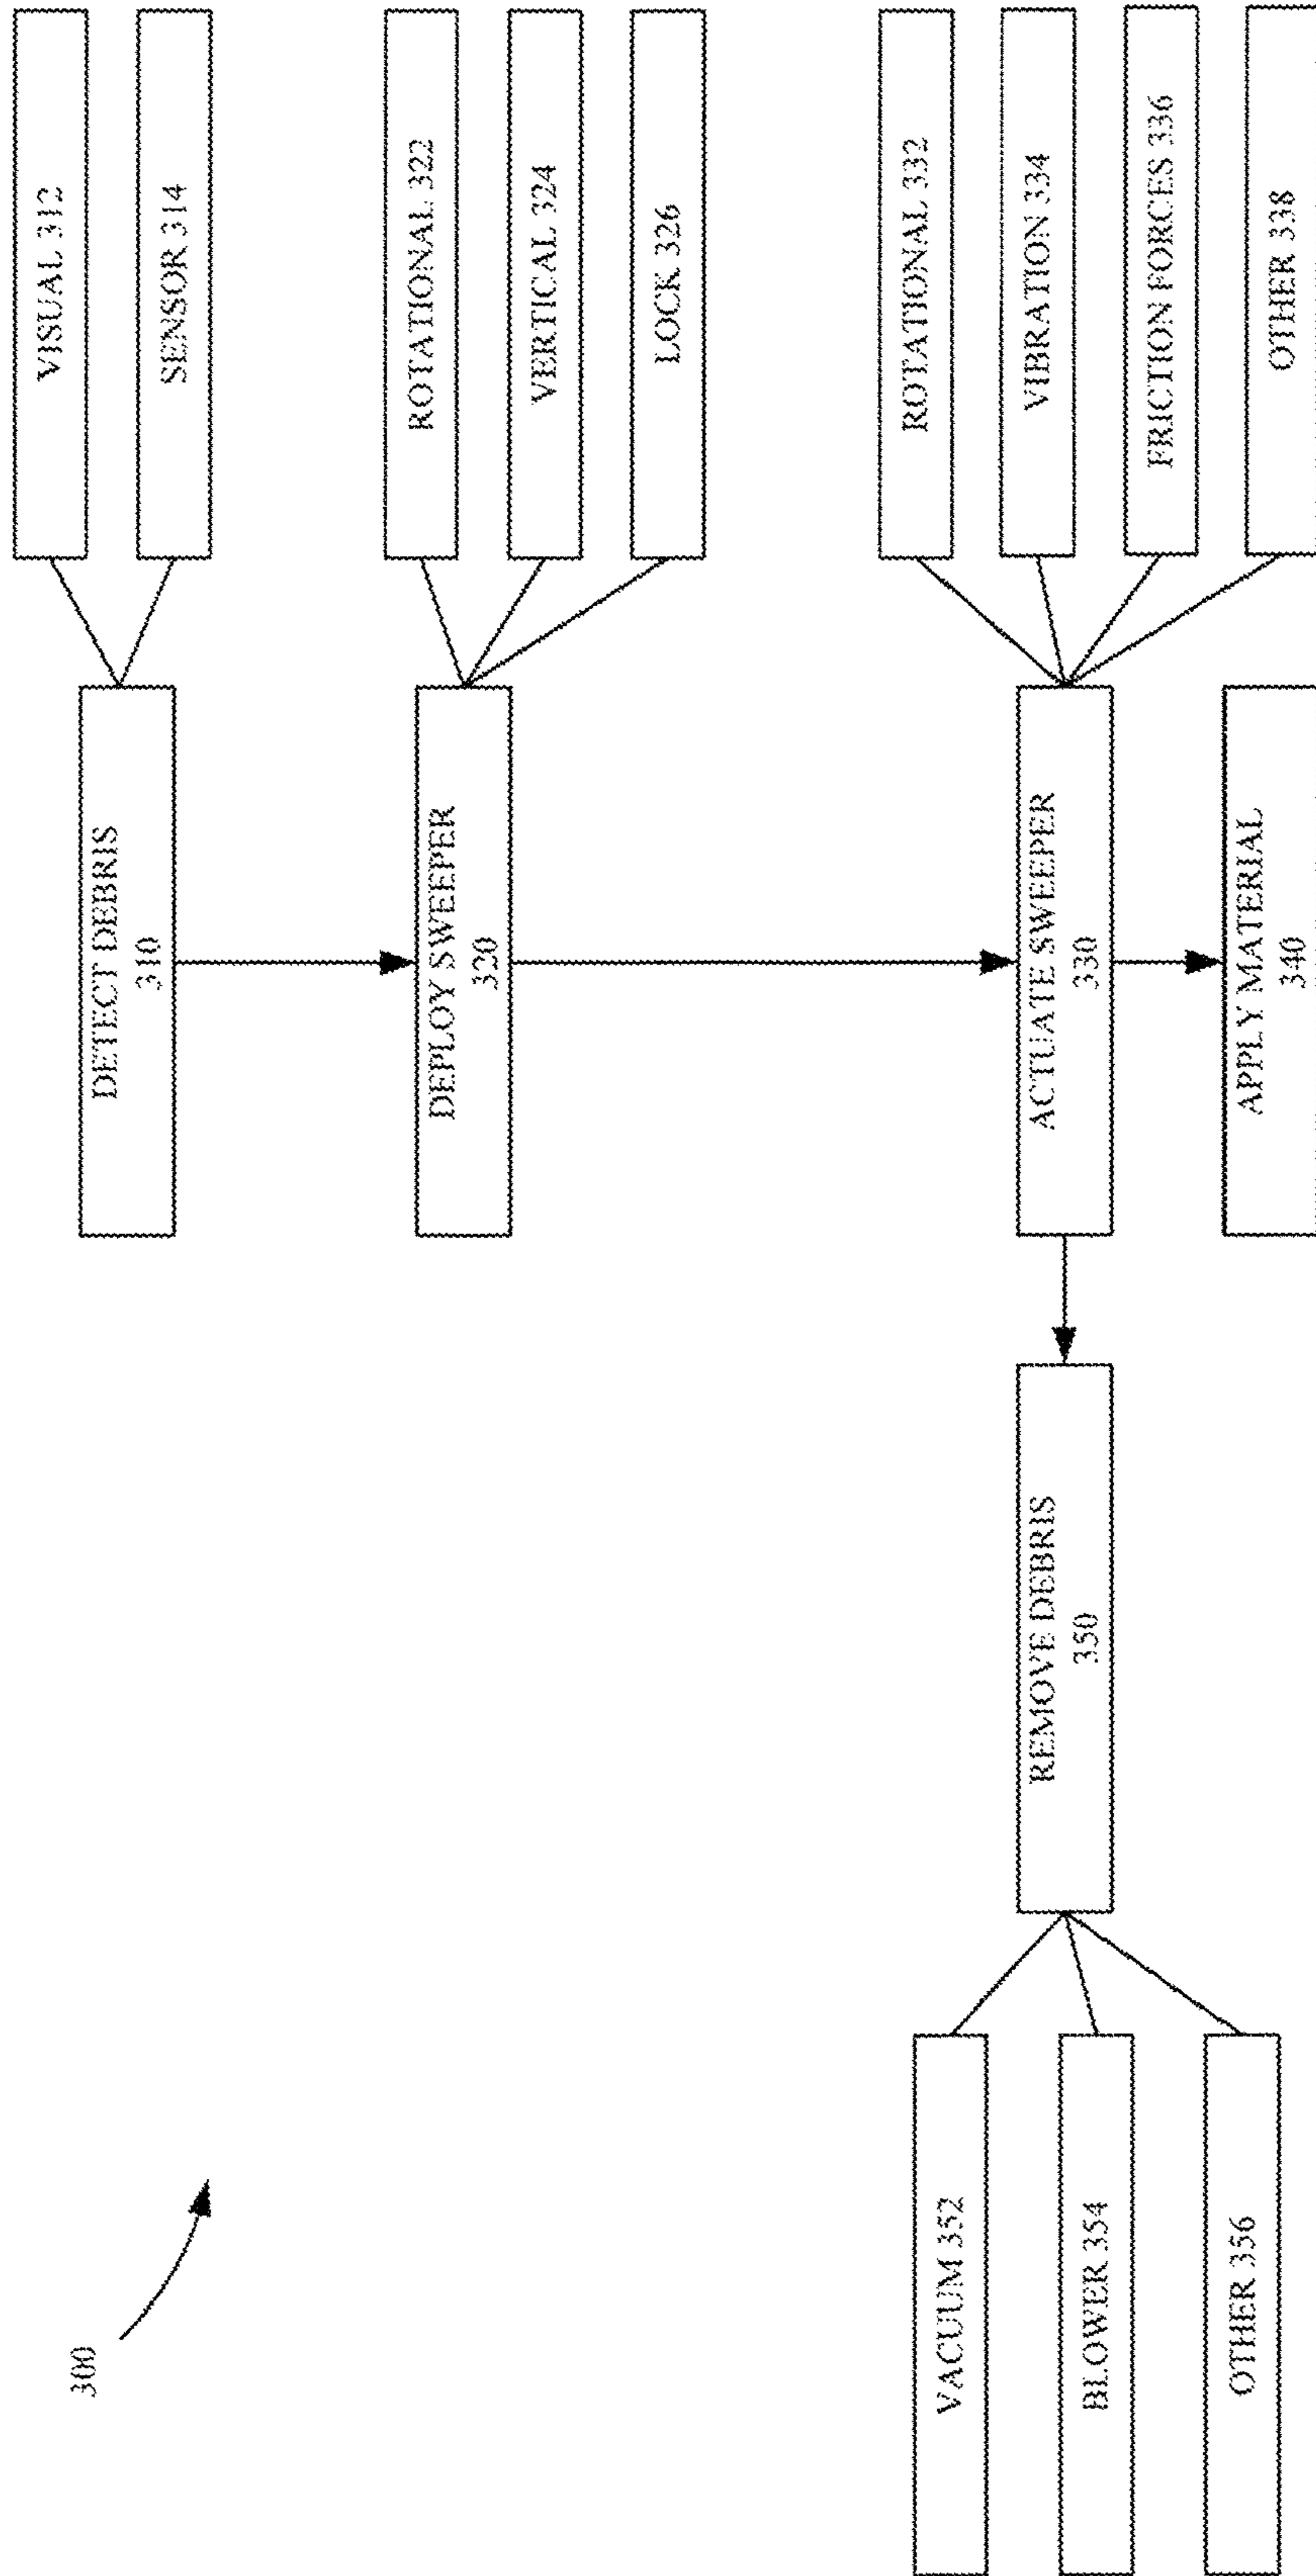 300
DETECT DEBRIS
310
VISUAL 312
SENSOR 314
DEPLOY SWEEPER
320
ROTATIONAL 322
VERTICAL 324
LOCK 326
ACTUATE SWEEPER
330
ROTATIONAL 332
VIBRATION 334
FRICTION FORCES 336
OTHER 338
APPLY MATERIAL
340
REMOVE DEBRIS
350
VACUUM 352
BLOWER 354
OTHER 356